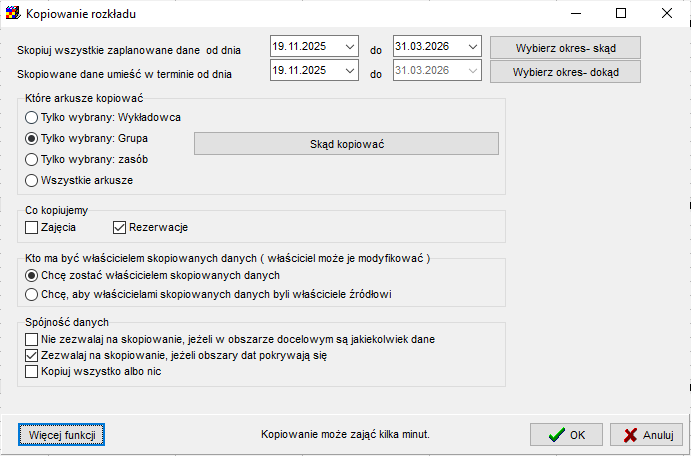 Kopiowanie rozkładu
Skopiuj wszystkie zaplanowane dane od dnia 19.11.2025 do 31.03.2026 Wybierz okres- skąd
Skopiowane dane umieść w terminie od dnia 19.11.2025 do 31.03.2026 Wybierz okres- dokąd
Które arkusze kopiować
Tylko wybrany: Wykładowca
Tylko wybrany: Grupa Skąd kopiować
Tylko wybrany: zasób
Wszystkie arkusze
Co kopiujemy
Zajęcia Rezerwacje
Kto ma być właścicielem skopiowanych danych ( właściciel może je modyfikować )
Chcę zostać właścicielem skopiowanych danych
Chcę, aby właścicielami skopiowanych danych byli właściciele źródłowi
Spójność danych
Nie zezwalaj na skopiowanie, jeżeli w obszarze docelowym są jakiekolwiek dane
Zezwalaj na skopiowanie, jeżeli obszary dat pokrywają się
Kopiuj wszystko albo nic
Więcej funkcji Kopiowanie może zająć kilka minut. OK Anuluj